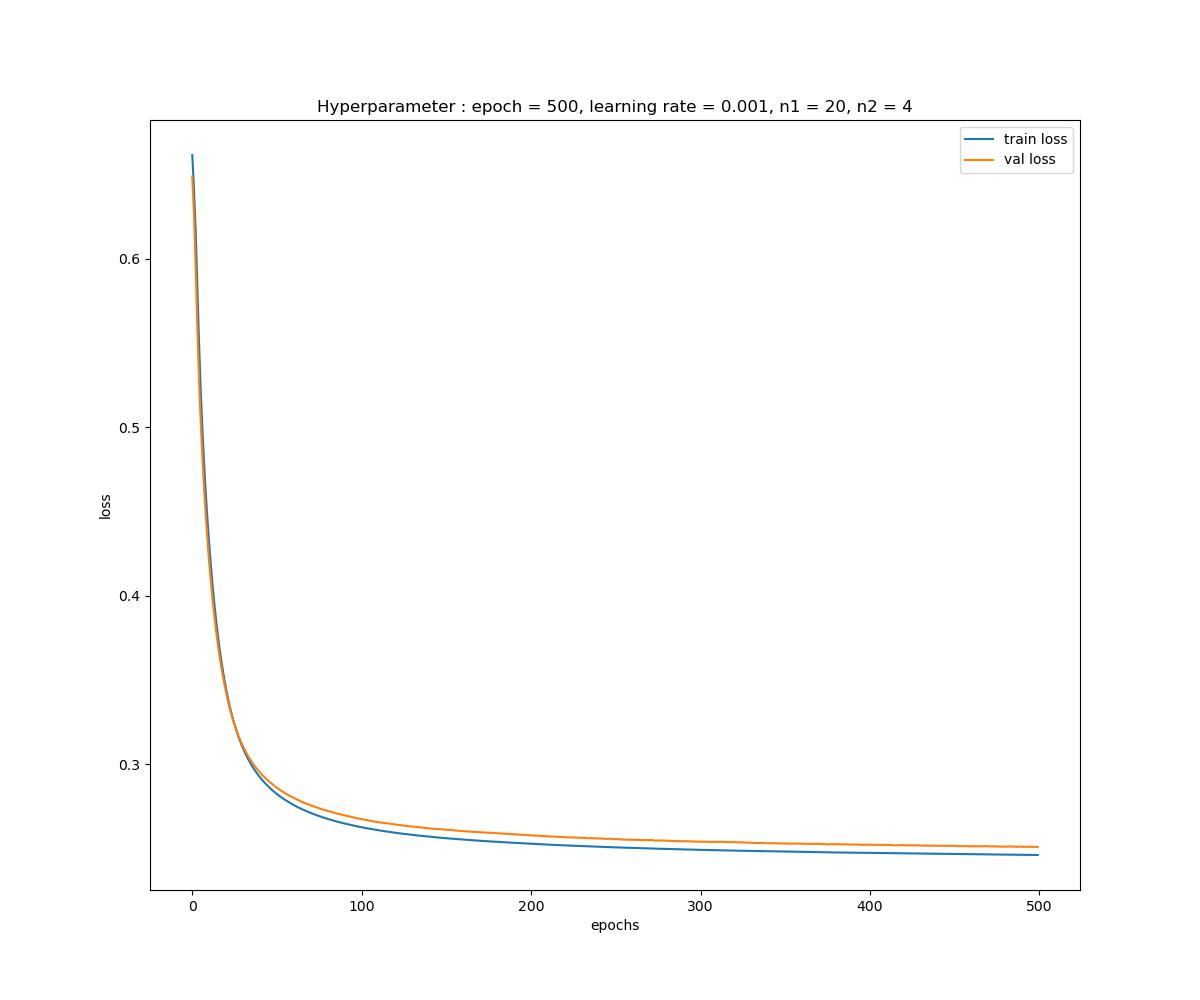 Hyperparameter : epoch = 500, learning rate = 0.001, n1 = 20, n2 = 4
train loss
val loss
0.6
0.5
0.4
0.3
loss
0
100
200
300
400
500
epochs